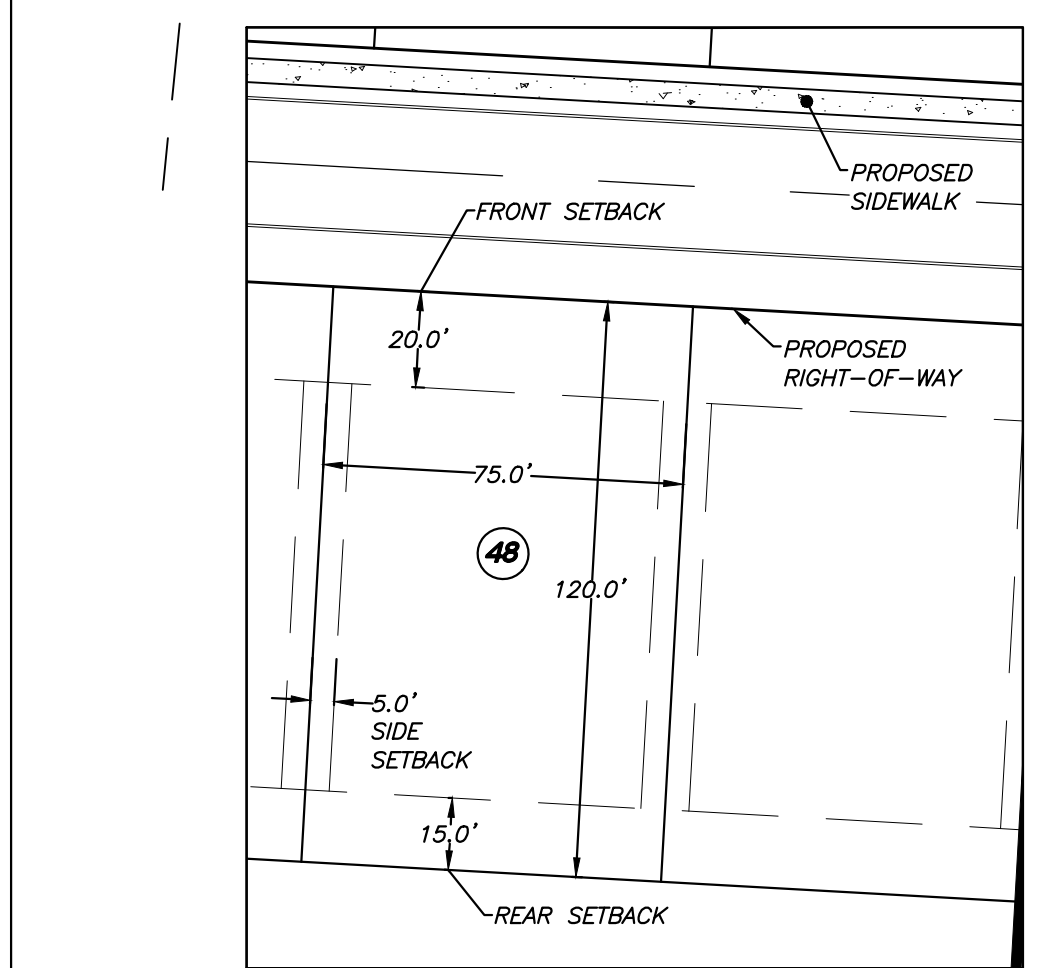 PROPOSED
SIDEWALK
FRONT SETBACK
20.0'
PROPOSED
RIGHT-OF-WAY
75.0'
48
120.0'
5.0'
SIDE
SETBACK
15.0'
REAR SETBACK